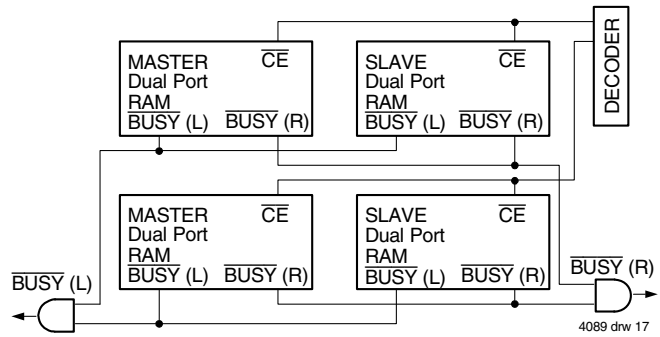 MASTER
Dual Port
RAM
CE
BUSY (L)
BUSY (R)
SLAVE
Dual Port
RAM
CE
BUSY (L)
BUSY (R)
DECODER
MASTER
Dual Port
RAM
CE
BUSY (L)
BUSY (R)
SLAVE
Dual Port
RAM
CE
BUSY (L)
BUSY (R)
BUSY (L)
BUSY (R)
4089 drw 17